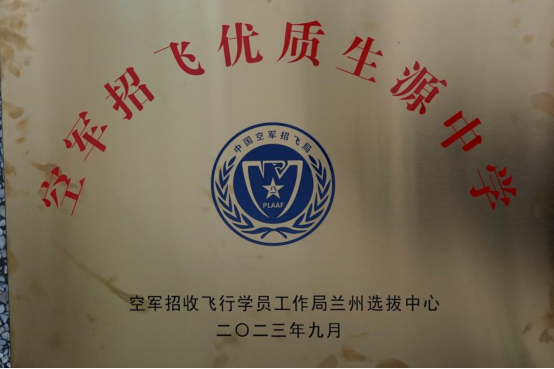 空军招飞优质生源中学
中国空军招飞局
PLAAF
空军招收飞行学员工作局兰州选拔中心
二〇二三年九月